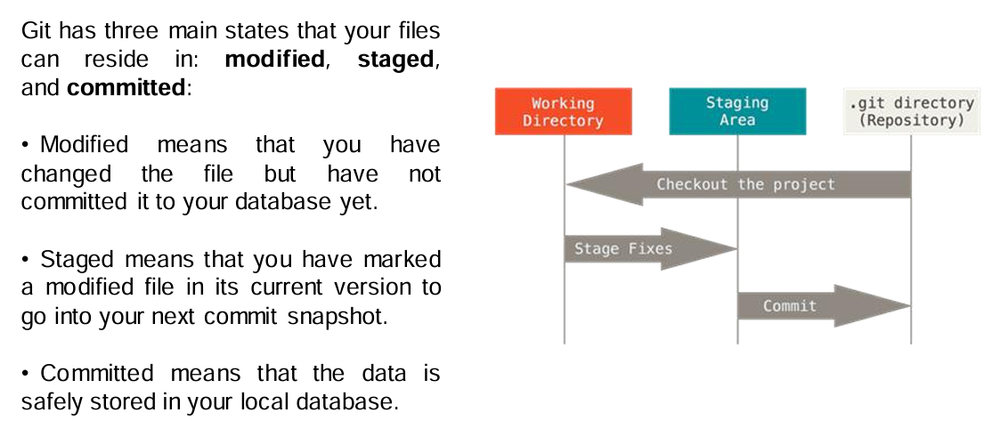 Git has three main states that your files
can reside in: modified, staged,
and committed:
• Modified means that you have
changed the file but have not
committed it to your database yet.
• Staged means that you have marked
a modified file in its current version to
go into your next commit snapshot.
• Committed means that the data is
safely stored in your local database.
Working
Directory
Staging
Area
.git directory
(Repository)
Checkout the project
Stage Fixes
Commit